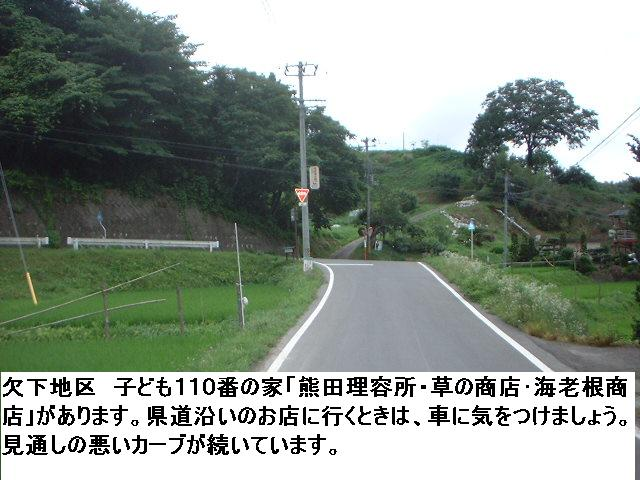 欠下地区　子ども110番の家「熊田理容所・草の商店・海老根商
店」があります。県道沿いのお店に行くときは、車に気をつけましょう。
見通しの悪いカーブが続いています。